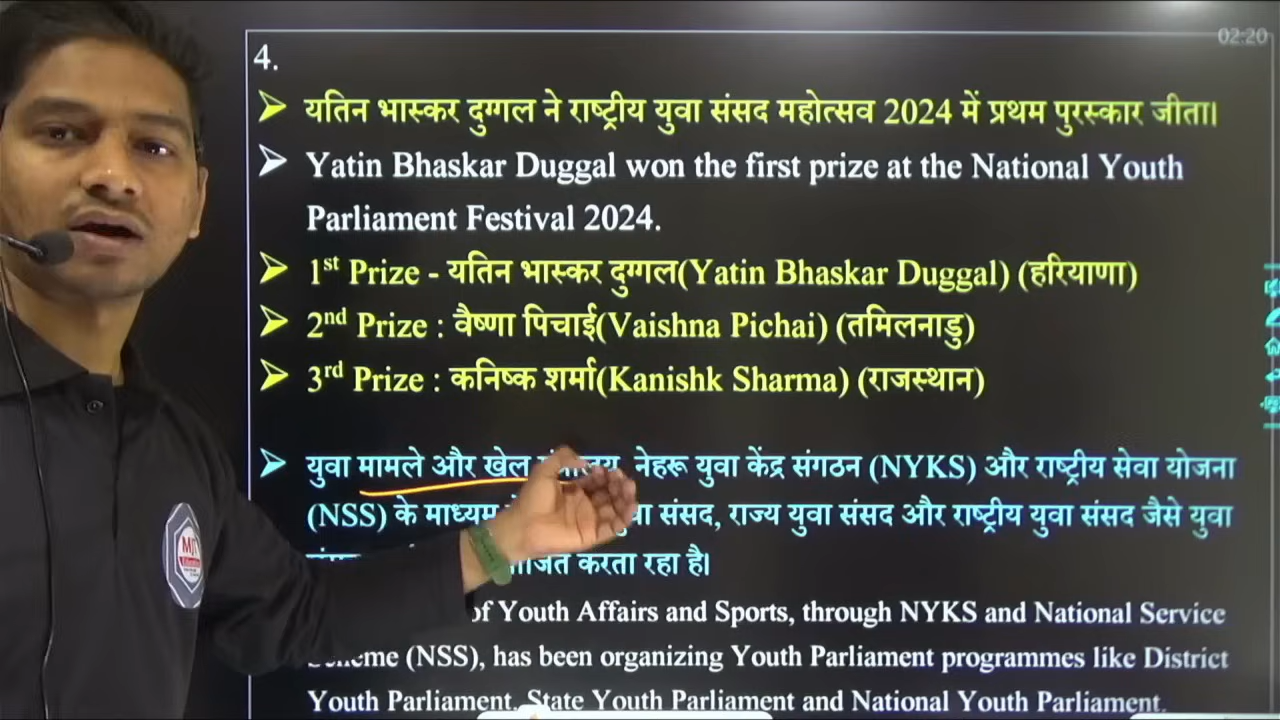 02:20
4.
➤ यतिन भास्कर दुग्गल ने राष्ट्रीय युवा संसद महोत्सव 2024 में प्रथम पुरस्कार जीता।
➤ Yatin Bhaskar Duggal won the first prize at the National Youth
Parliament Festival 2024.
➤ 1st Prize - यतिन भास्कर दुग्गल(Yatin Bhaskar Duggal) (हरियाणा)
➤ 2nd Prize : वैष्णा पिचाई(Vaishna Pichai) (तमिलनाडु)
➤ 3rd Prize : कनिष्क शर्मा(Kanishk Sharma) (राजस्थान)
➤ युवा मामले और खेल नेहरू युवा केंद्र संगठन (NYKS) और राष्ट्रीय सेवा योजना
(NSS) के माध्यम संसद, राज्य युवा संसद और राष्ट्रीय युवा संसद जैसे युवा
करता रहा है।
of Youth Affairs and Sports, through NYKS and National Service
(NSS), has been organizing Youth Parliament programmes like District
Youth Parliament, State Youth Parliament and National Youth Parliament.